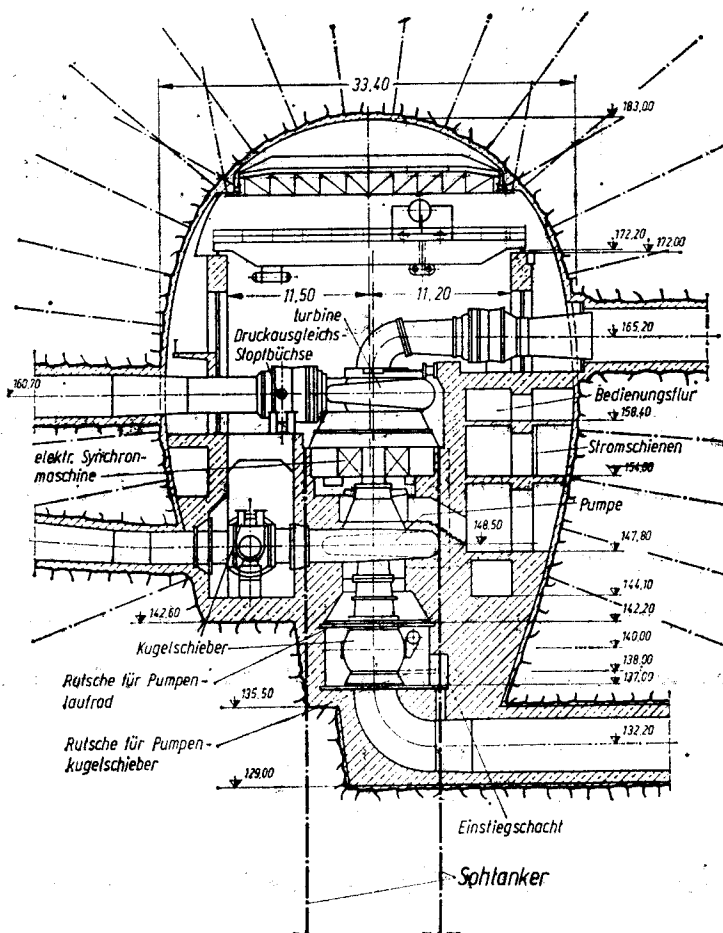 33,40
183,00
172,20
172,00
11,50
11,20
turbine
Druckausgleichs-
Stoptbüchse
165,20
160,70
Bedienungsflur
158,40
elektr. Synchron-
maschine
Stromschienen
154,80
Pumpe
148,50
147,80
144,10
142,60
142,20
Kugelschieber
140,00
138,00
137,00
Rutsche für Pumpen-
laufrad
135,50
Rutsche für Pumpen-
kugelschieber
132,20
129,00
Einstiegschacht
Sohlanker